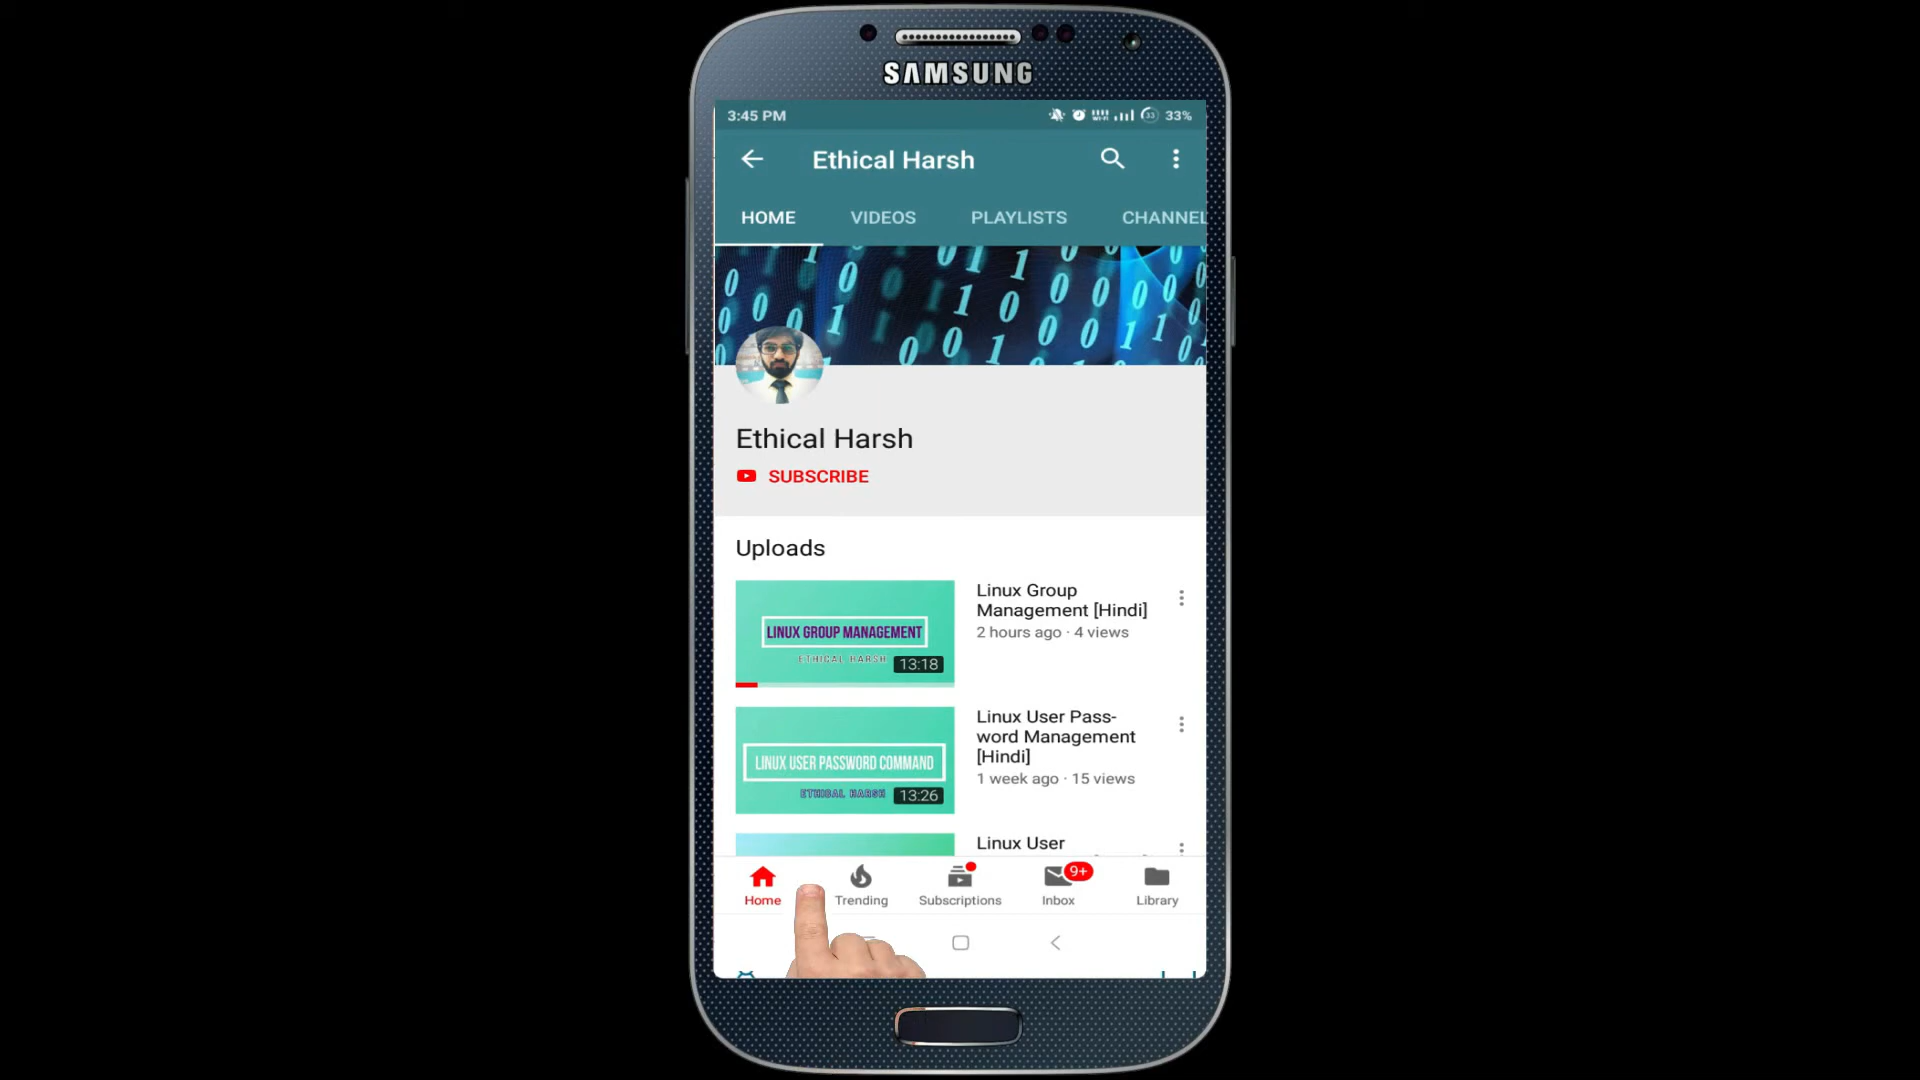 SAMSUNG
3:45 PM
33 33%
Ethical Harsh
HOME VIDEOS PLAYLISTS CHANNEL
Ethical Harsh
SUBSCRIBE
Uploads
LINUX GROUP MANAGEMENT
ETHICAL HARSH
13:18
Linux Group
Management [Hindi]
2 hours ago · 4 views
LINUX USER PASSWORD COMMAND
ETHICAL HARSH
13:26
Linux User Pass-
word Management
[Hindi]
1 week ago · 15 views
Linux User
9+
Home Trending Subscriptions Inbox Library